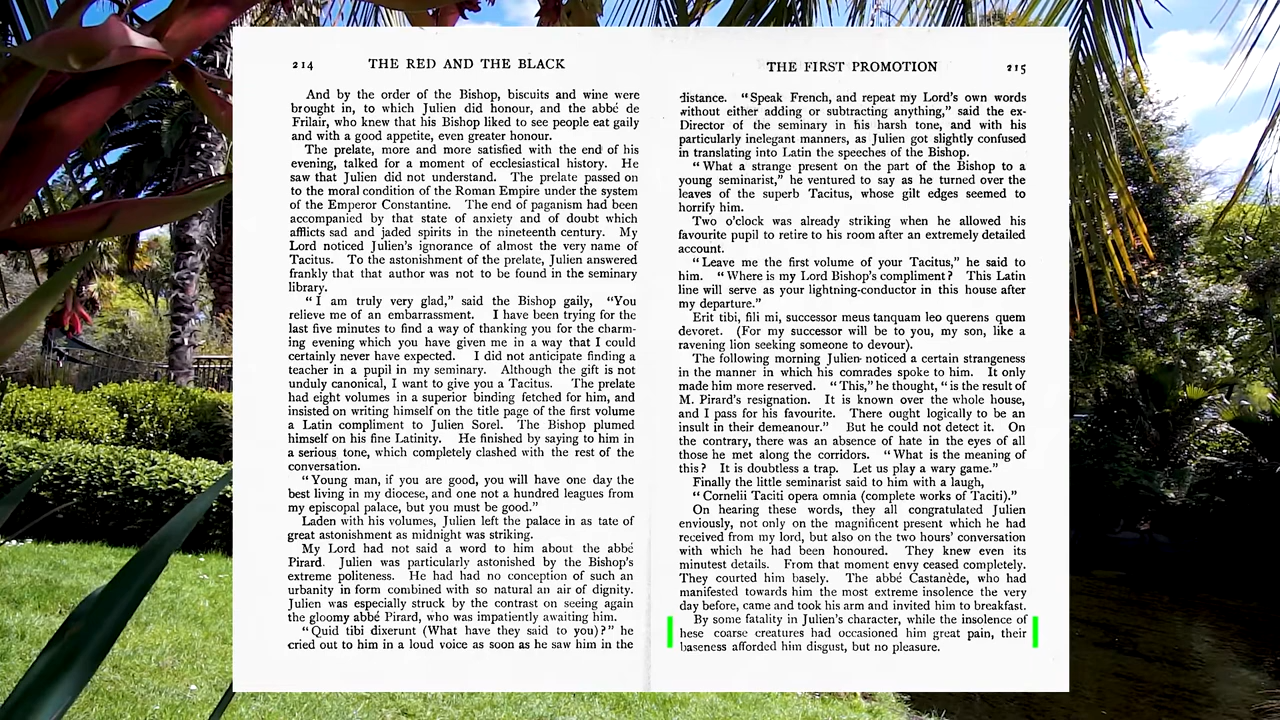 214 THE RED AND THE BLACK
And by the order of the Bishop, biscuits and wine were
brought in, to which Julien did honour, and the abbé de
Frilair, who knew that his Bishop liked to see people eat gaily
and with a good appetite, even greater honour.
The prelate, more and more satisfied with the end of his
evening, talked for a moment of ecclesiastical history. He
saw that Julien did not understand. The prelate passed on
to the moral condition of the Roman Empire under the system
of the Emperor Constantine. The end of paganism had been
accompanied by that state of anxiety and of doubt which
afflicts sad and jaded spirits in the nineteenth century. My
Lord noticed Julien's ignorance of almost the very name of
Tacitus. To the astonishment of the prelate, Julien answered
frankly that that author was not to be found in the seminary
library.
"I am truly very glad," said the Bishop gaily, "You
relieve me of an embarrassment. I have been trying for the
last five minutes to find a way of thanking you for the charm-
ing evening which you have given me in a way that I could
certainly never have expected. I did not anticipate finding a
teacher in a pupil in my seminary. Although the gift is not
unduly canonical, I want to give you a Tacitus. The prelate
had eight volumes in a superior binding fetched for him, and
insisted on writing himself on the title page of the first volume
a Latin compliment to Julien Sorel. The Bishop plumed
himself on his fine Latinity. He finished by saying to him in
a serious tone, which completely clashed with the rest of the
conversation.
"Young man, if you are good, you will have one day the
best living in my diocese, and one not a hundred leagues from
my episcopal palace, but you must be good."
Laden with his volumes, Julien left the palace in as tate of
great astonishment as midnight was striking.
My Lord had not said a word to him about the abbé
Pirard. Julien was particularly astonished by the Bishop's
extreme politeness. He had had no conception of such an
urbanity in form combined with so natural an air of dignity.
Julien was especially struck by the contrast on seeing again
the gloomy abbé Pirard, who was impatiently awaiting him.
"Quid tibi dixerunt (What have they said to you)?" he
cried out to him in a loud voice as soon as he saw him in the
THE FIRST PROMOTION 215
distance. "Speak French, and repeat my Lord's own words
without either adding or subtracting anything," said the ex-
Director of the seminary in his harsh tone, and with his
particularly inelegant manners, as Julien got slightly confused
in translating into Latin the speeches of the Bishop.
"What a strange present on the part of the Bishop to a
young seminarist," he ventured to say as he turned over the
leaves of the superb Tacitus, whose gilt edges seemed to
horrify him.
Two o'clock was already striking when he allowed his
favourite pupil to retire to his room after an extremely detailed
account.
"Leave me the first volume of your Tacitus," he said to
him. "Where is my Lord Bishop's compliment? This Latin
line will serve as your lightning-conductor in this house after
my departure."
Erit tibi, fili mi, successor meus tanquam leo querens quem
devoret. (For my successor will be to you, my son, like a
ravening lion seeking someone to devour).
The following morning Julien noticed a certain strangeness
in the manner in which his comrades spoke to him. It only
made him more reserved. "This," he thought, "is the result of
M. Pirard's resignation. It is known over the whole house,
and I pass for his favourite. There ought logically to be an
insult in their demeanour." But he could not detect it. On
the contrary, there was an absence of hate in the eyes of all
those he met along the corridors. "What is the meaning of
this? It is doubtless a trap. Let us play a wary game."
Finally the little seminarist said to him with a laugh,
"Cornelii Taciti opera omnia (complete works of Taciti)."
On hearing these words, they all congratulated Julien
enviously, not only on the magnificent present which he had
received from my lord, but also on the two hours' conversation
with which he had been honoured. They knew even its
minutest details. From that moment envy ceased completely.
They courted him basely. The abbé Castanède, who had
manifested towards him the most extreme insolence the very
day before, came and took his arm and invited him to breakfast.
By some fatality in Julien's character, while the insolence of
hese coarse creatures had occasioned him great pain, their
baseness afforded him disgust, but no pleasure.